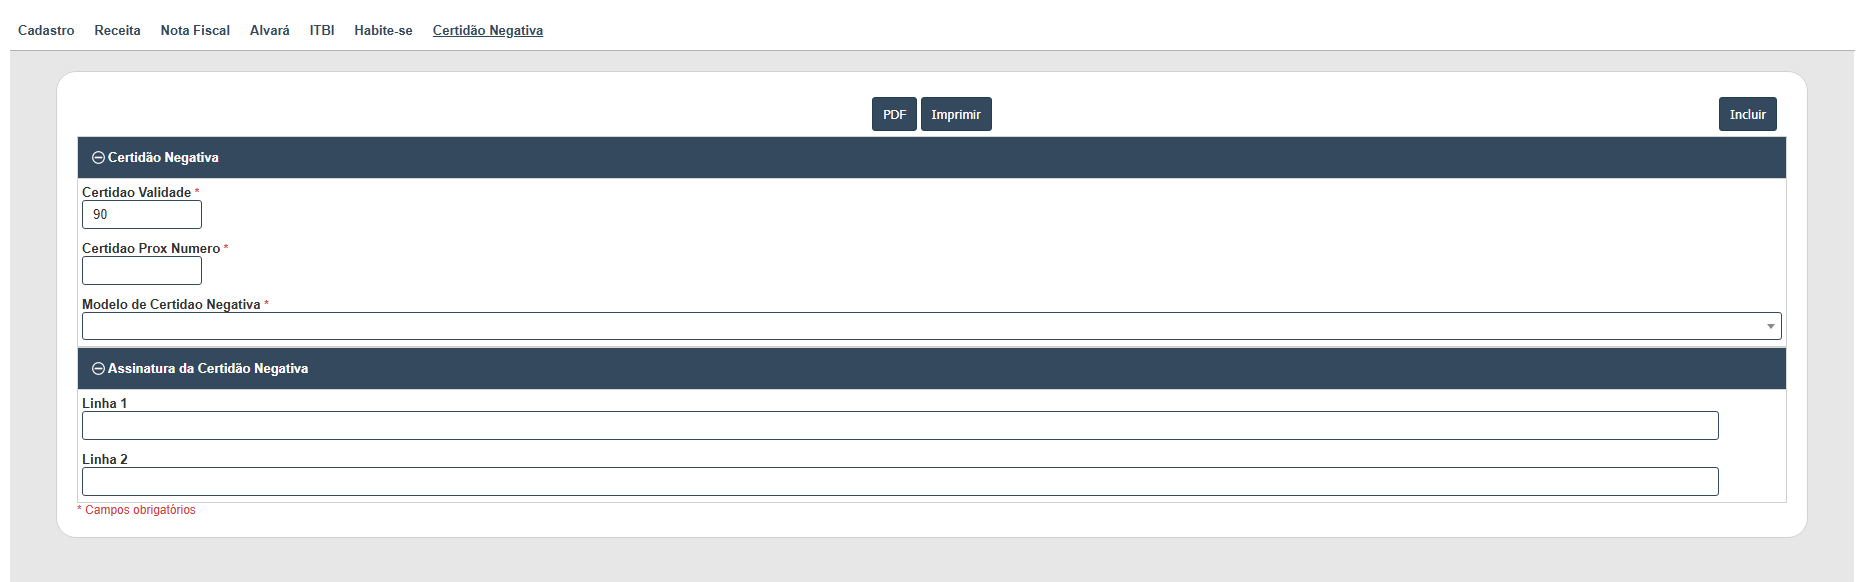 Cadastro Receita Nota Fiscal Alvará ITBI Habite-se Certidão Negativa
PDF Imprimir Incluir
Certidão Negativa
Certidao Validade *
90
Certidao Prox Numero *
Modelo de Certidao Negativa *
Assinatura da Certidão Negativa
Linha 1
Linha 2
* Campos obrigatórios